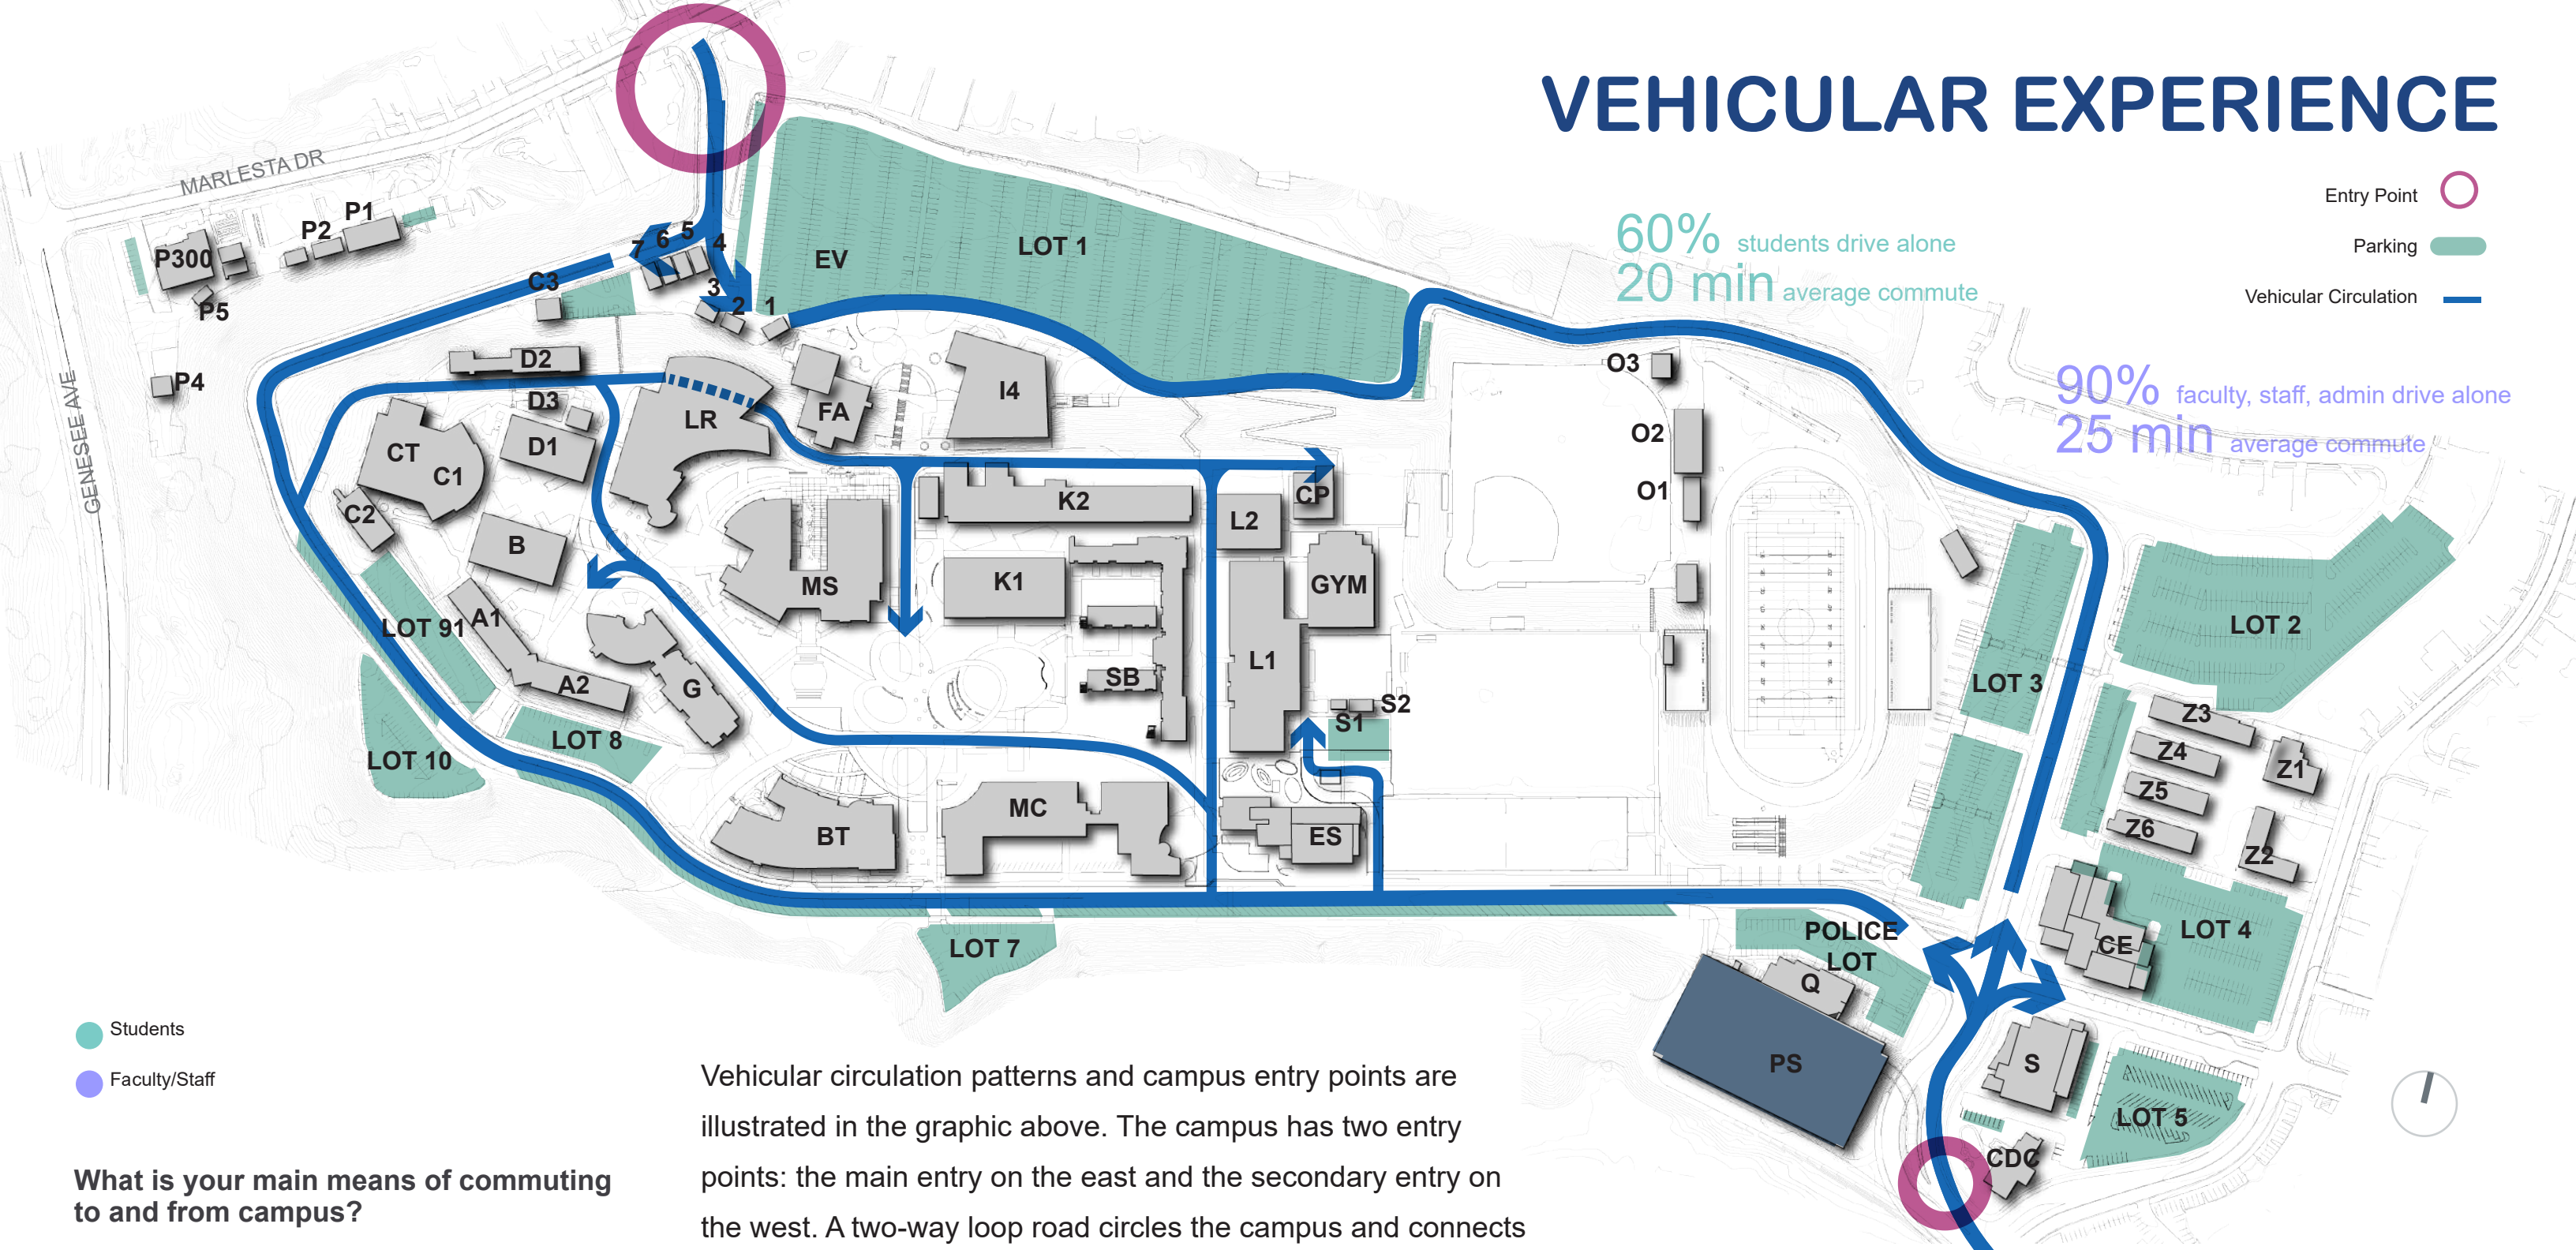 VEHICULAR EXPERIENCE
Entry Point
Parking
Vehicular Circulation
60% students drive alone
20 min average commute
90% faculty, staff, admin drive alone
25 min average commute
MARLESTA DR
GENESEE AVE
P300
P2
P1
P5
P4
C3
7
6
5
4
3
2
1
EV
LOT 1
D2
D3
D1
LR
FA
I4
CT
C1
C2
B
A1
A2
G
MS
K2
K1
SB
L2
CP
GYM
L1
S2
S1
O3
O2
O1
LOT 91
LOT 10
LOT 8
BT
MC
ES
LOT 7
LOT 3
LOT 2
Z3
Z4
Z5
Z6
Z1
Z2
LOT 4
CE
POLICE
LOT
Q
PS
S
LOT 5
CDC
Students
Faculty/Staff
What is your main means of commuting
to and from campus?
Vehicular circulation patterns and campus entry points are
illustrated in the graphic above. The campus has two entry
points: the main entry on the east and the secondary entry on
the west. A two-way loop road circles the campus and connects